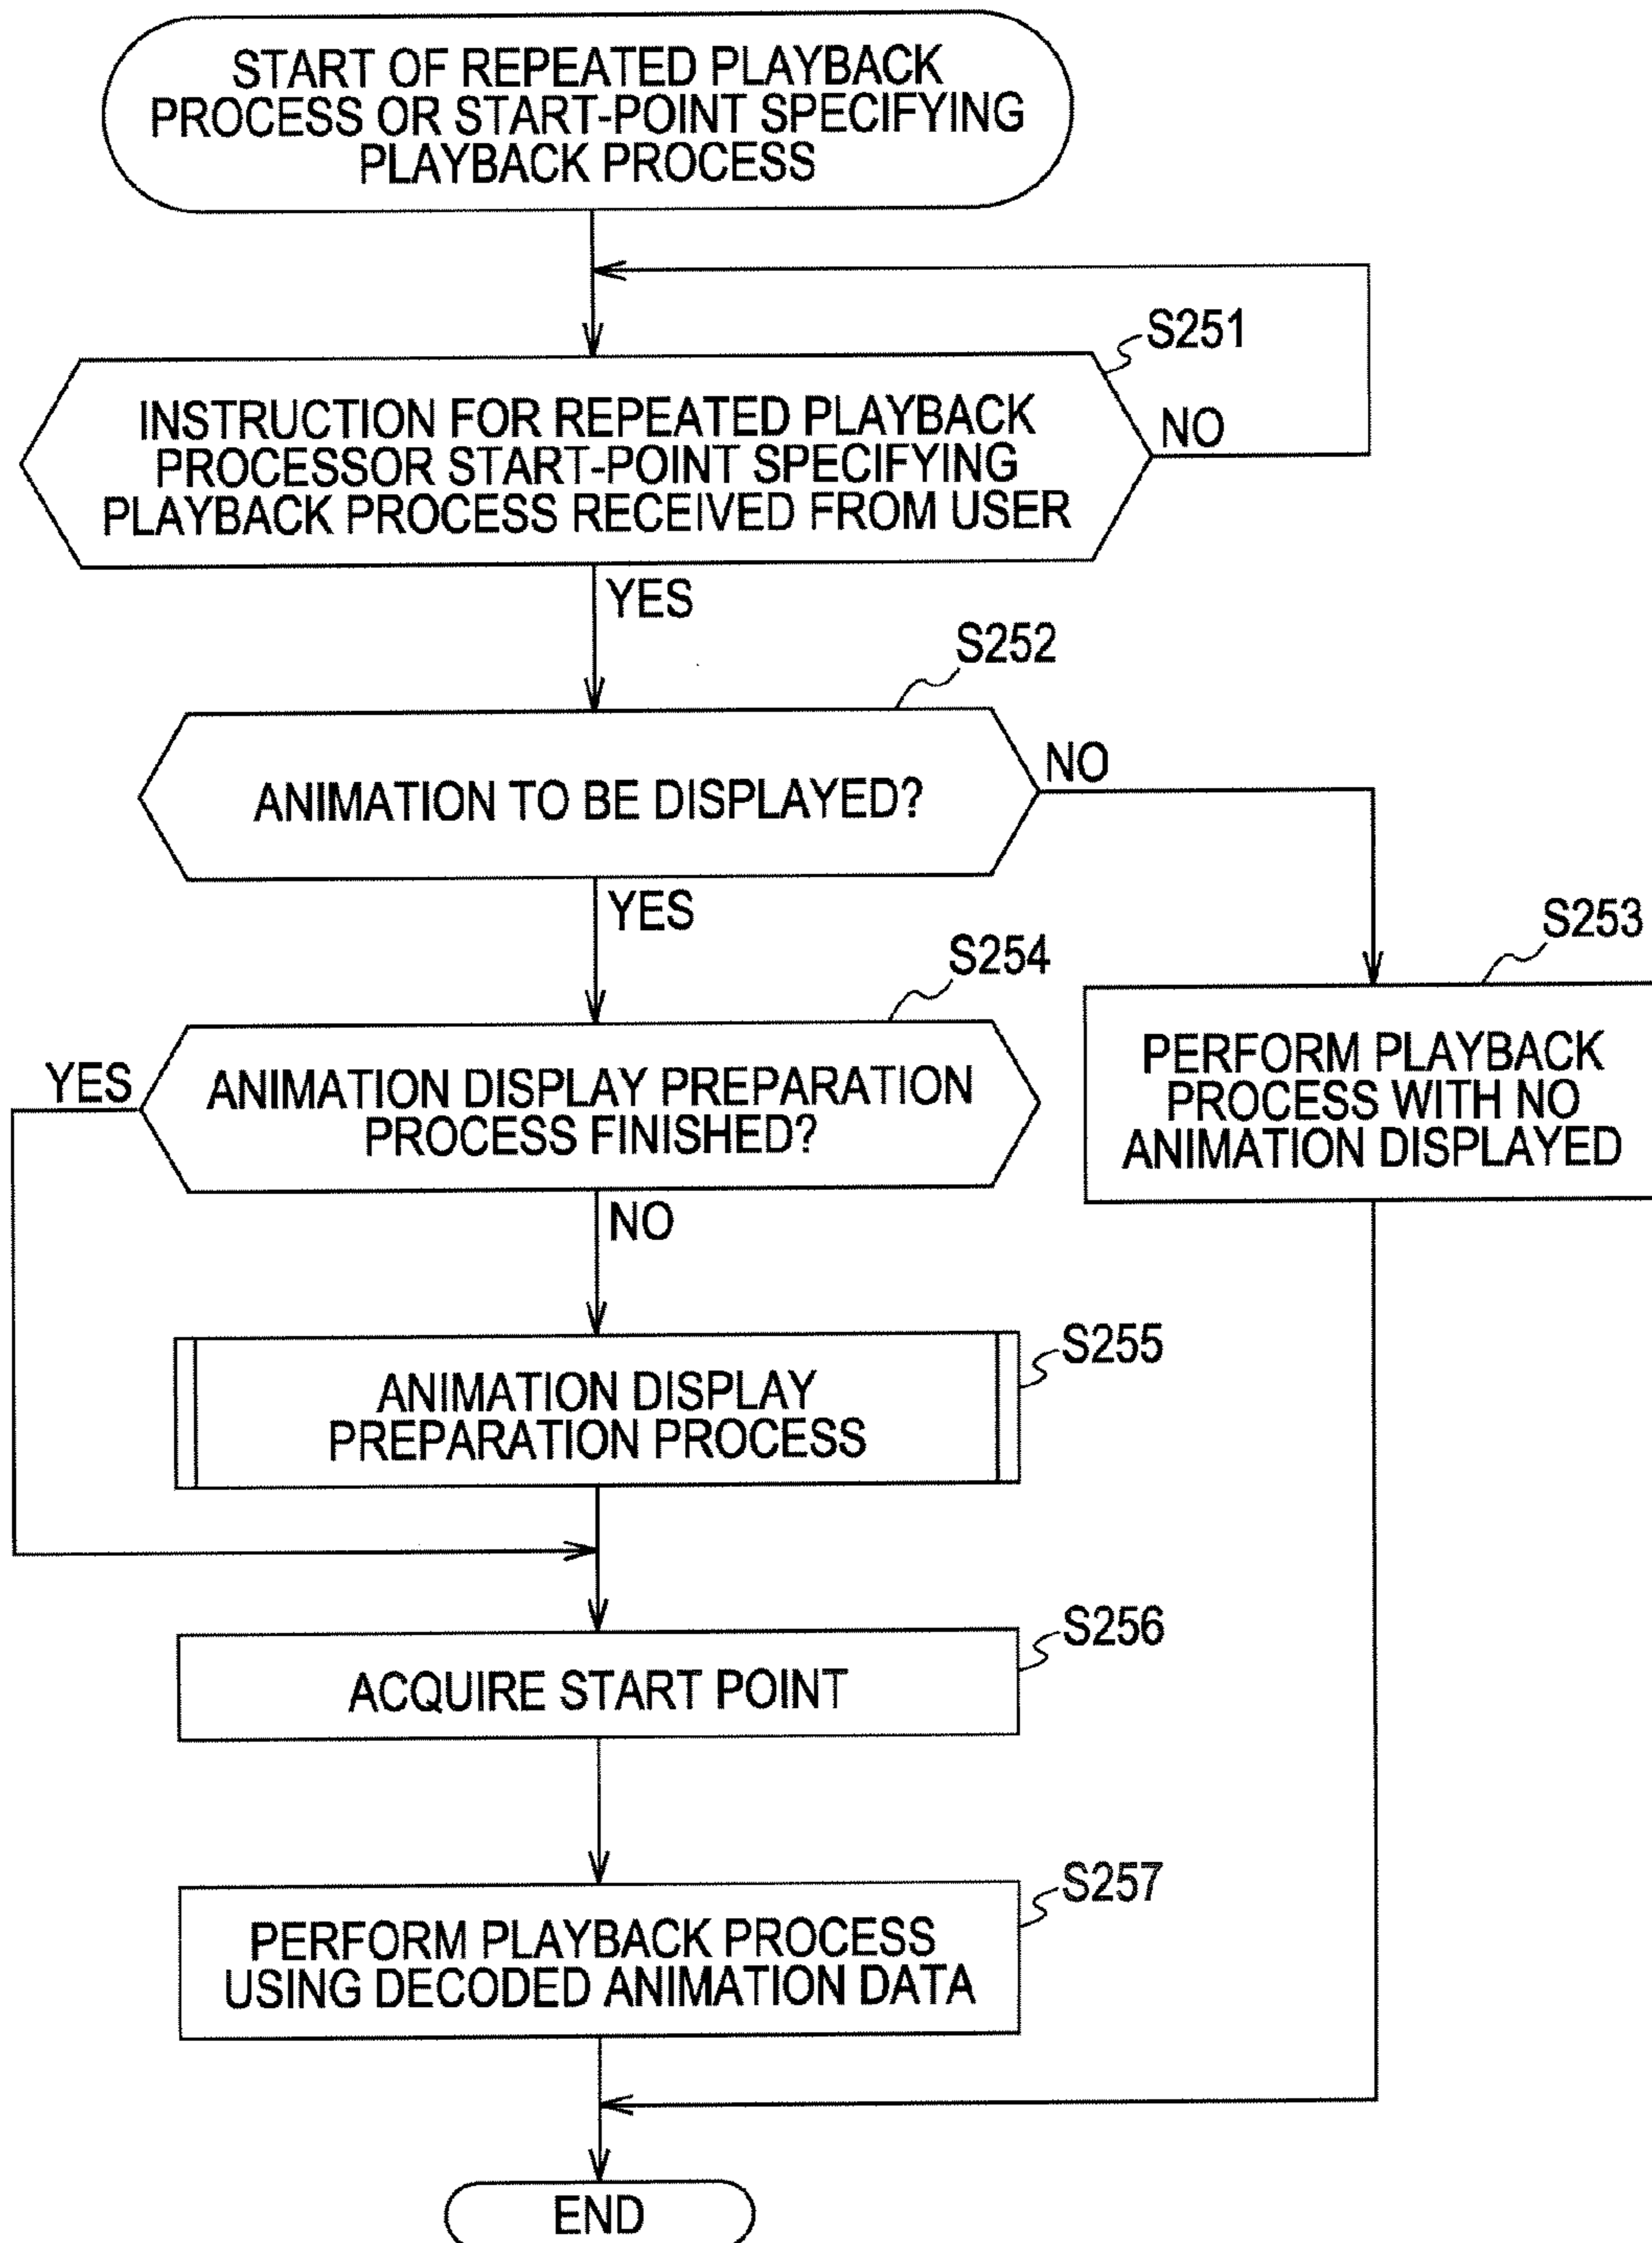 START OF REPEATED PLAYBACK
PROCESS OR START-POINT SPECIFYING
PLAYBACK PROCESS
S251
INSTRUCTION FOR REPEATED PLAYBACK
PROCESSOR START-POINT SPECIFYING
PLAYBACK PROCESS RECEIVED FROM USER
NO
YES
S252
ANIMATION TO BE DISPLAYED?
NO
YES
S253
PERFORM PLAYBACK
PROCESS WITH NO
ANIMATION DISPLAYED
S254
ANIMATION DISPLAY PREPARATION
PROCESS FINISHED?
YES
NO
S255
ANIMATION DISPLAY
PREPARATION PROCESS
S256
ACQUIRE START POINT
S257
PERFORM PLAYBACK PROCESS
USING DECODED ANIMATION DATA
END